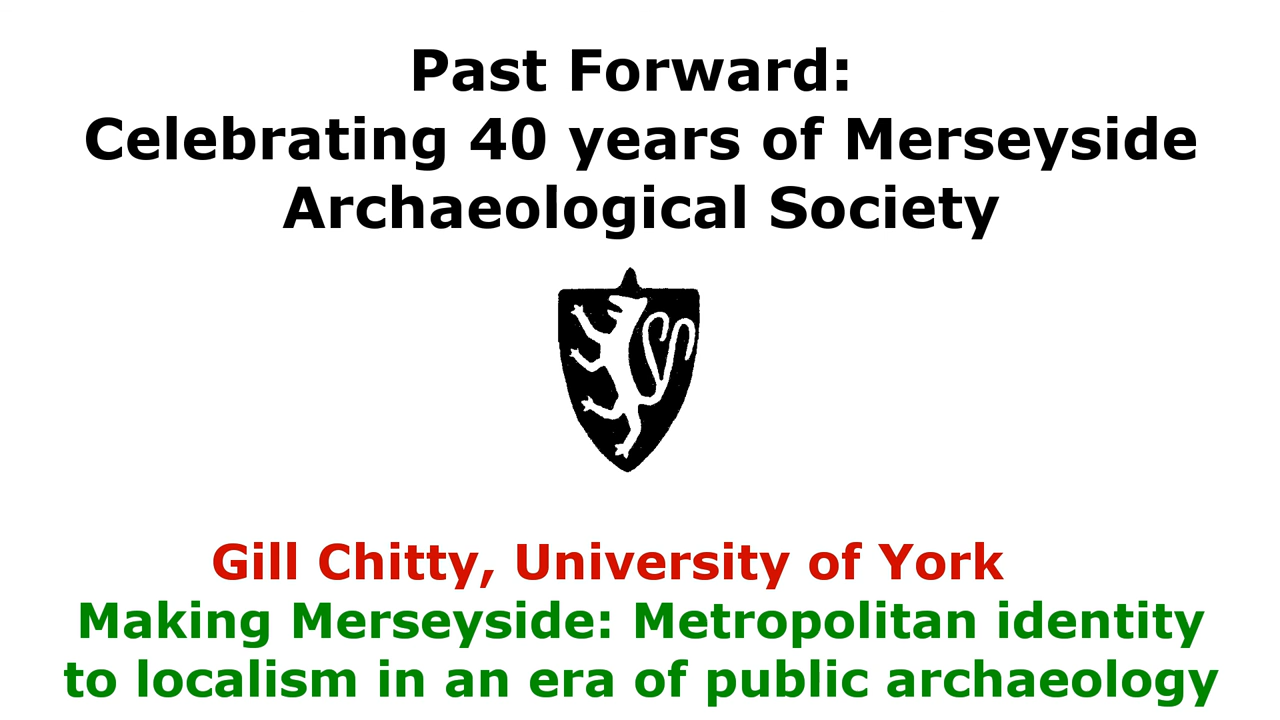 Past Forward:
Celebrating 40 years of Merseyside
Archaeological Society
Gill Chitty, University of York
Making Merseyside: Metropolitan identity
to localism in an era of public archaeology